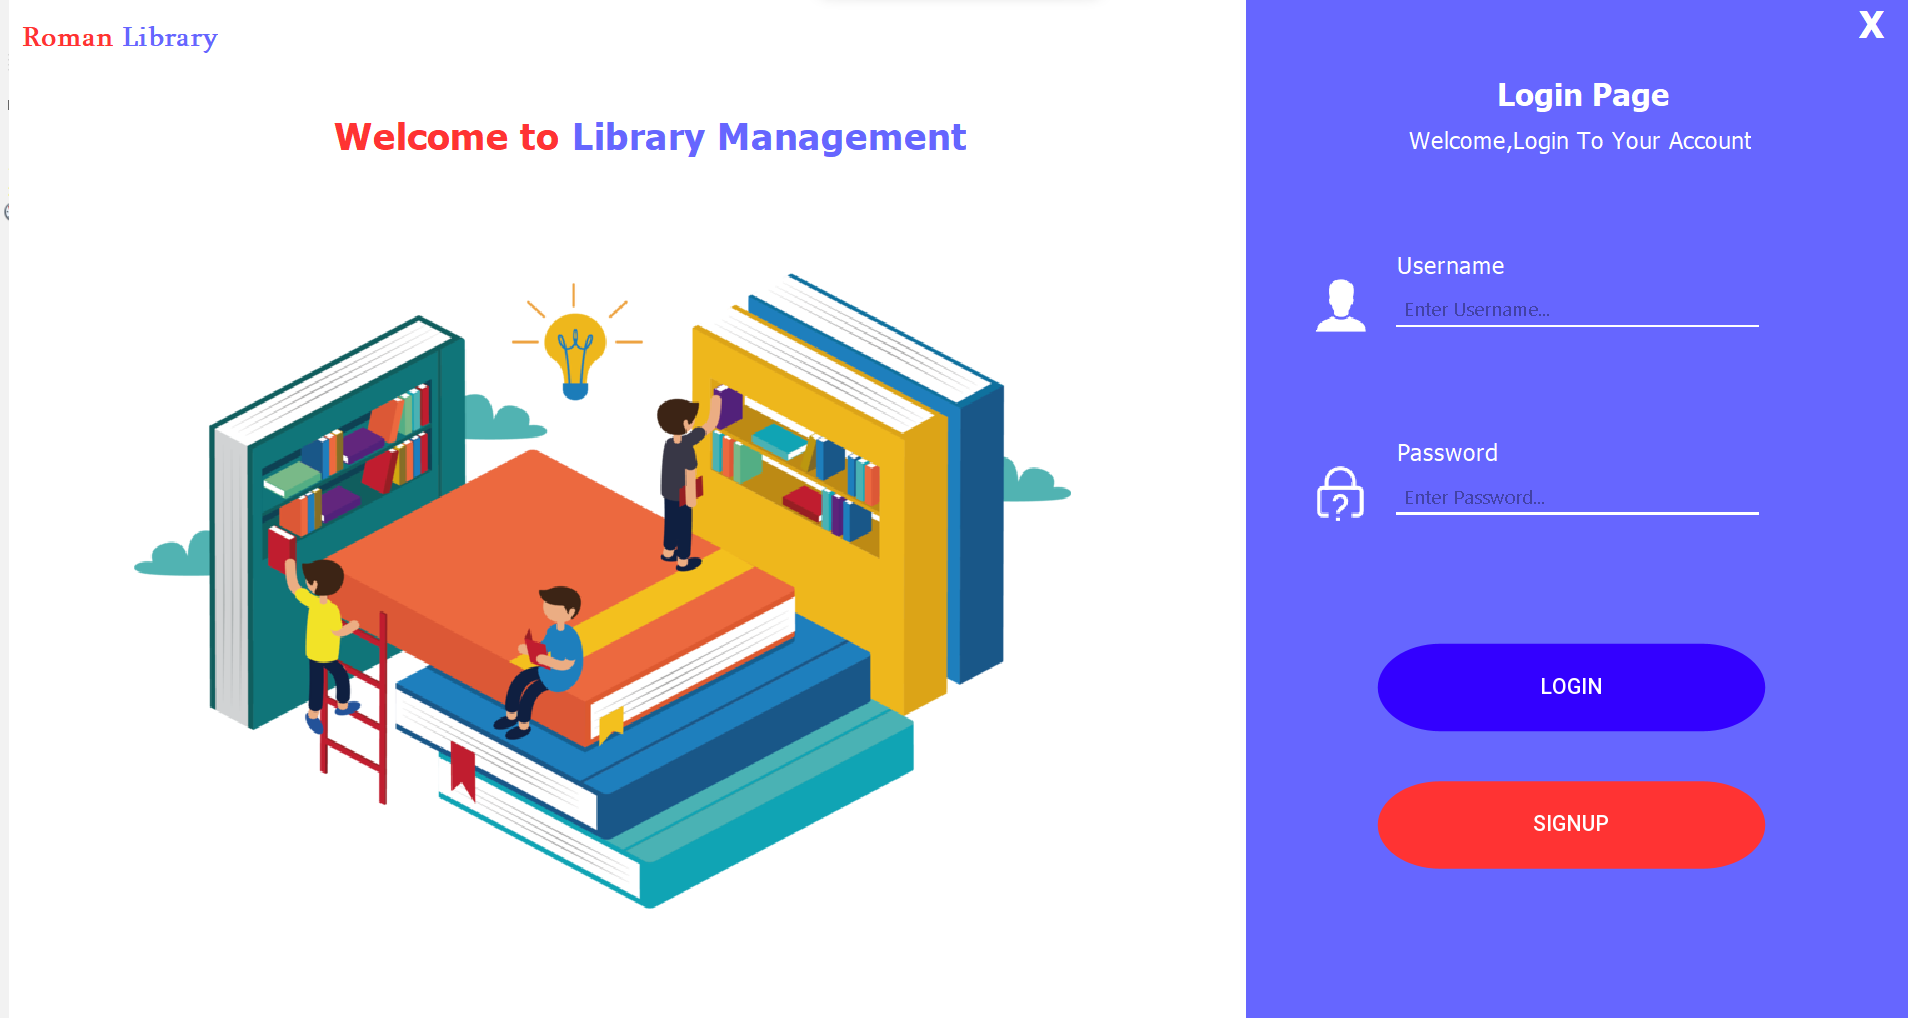 Roman Library
Welcome to Library Management
X
Login Page
Welcome,Login To Your Account
Username
Enter Username...
Password
Enter Password...
LOGIN
SIGNUP